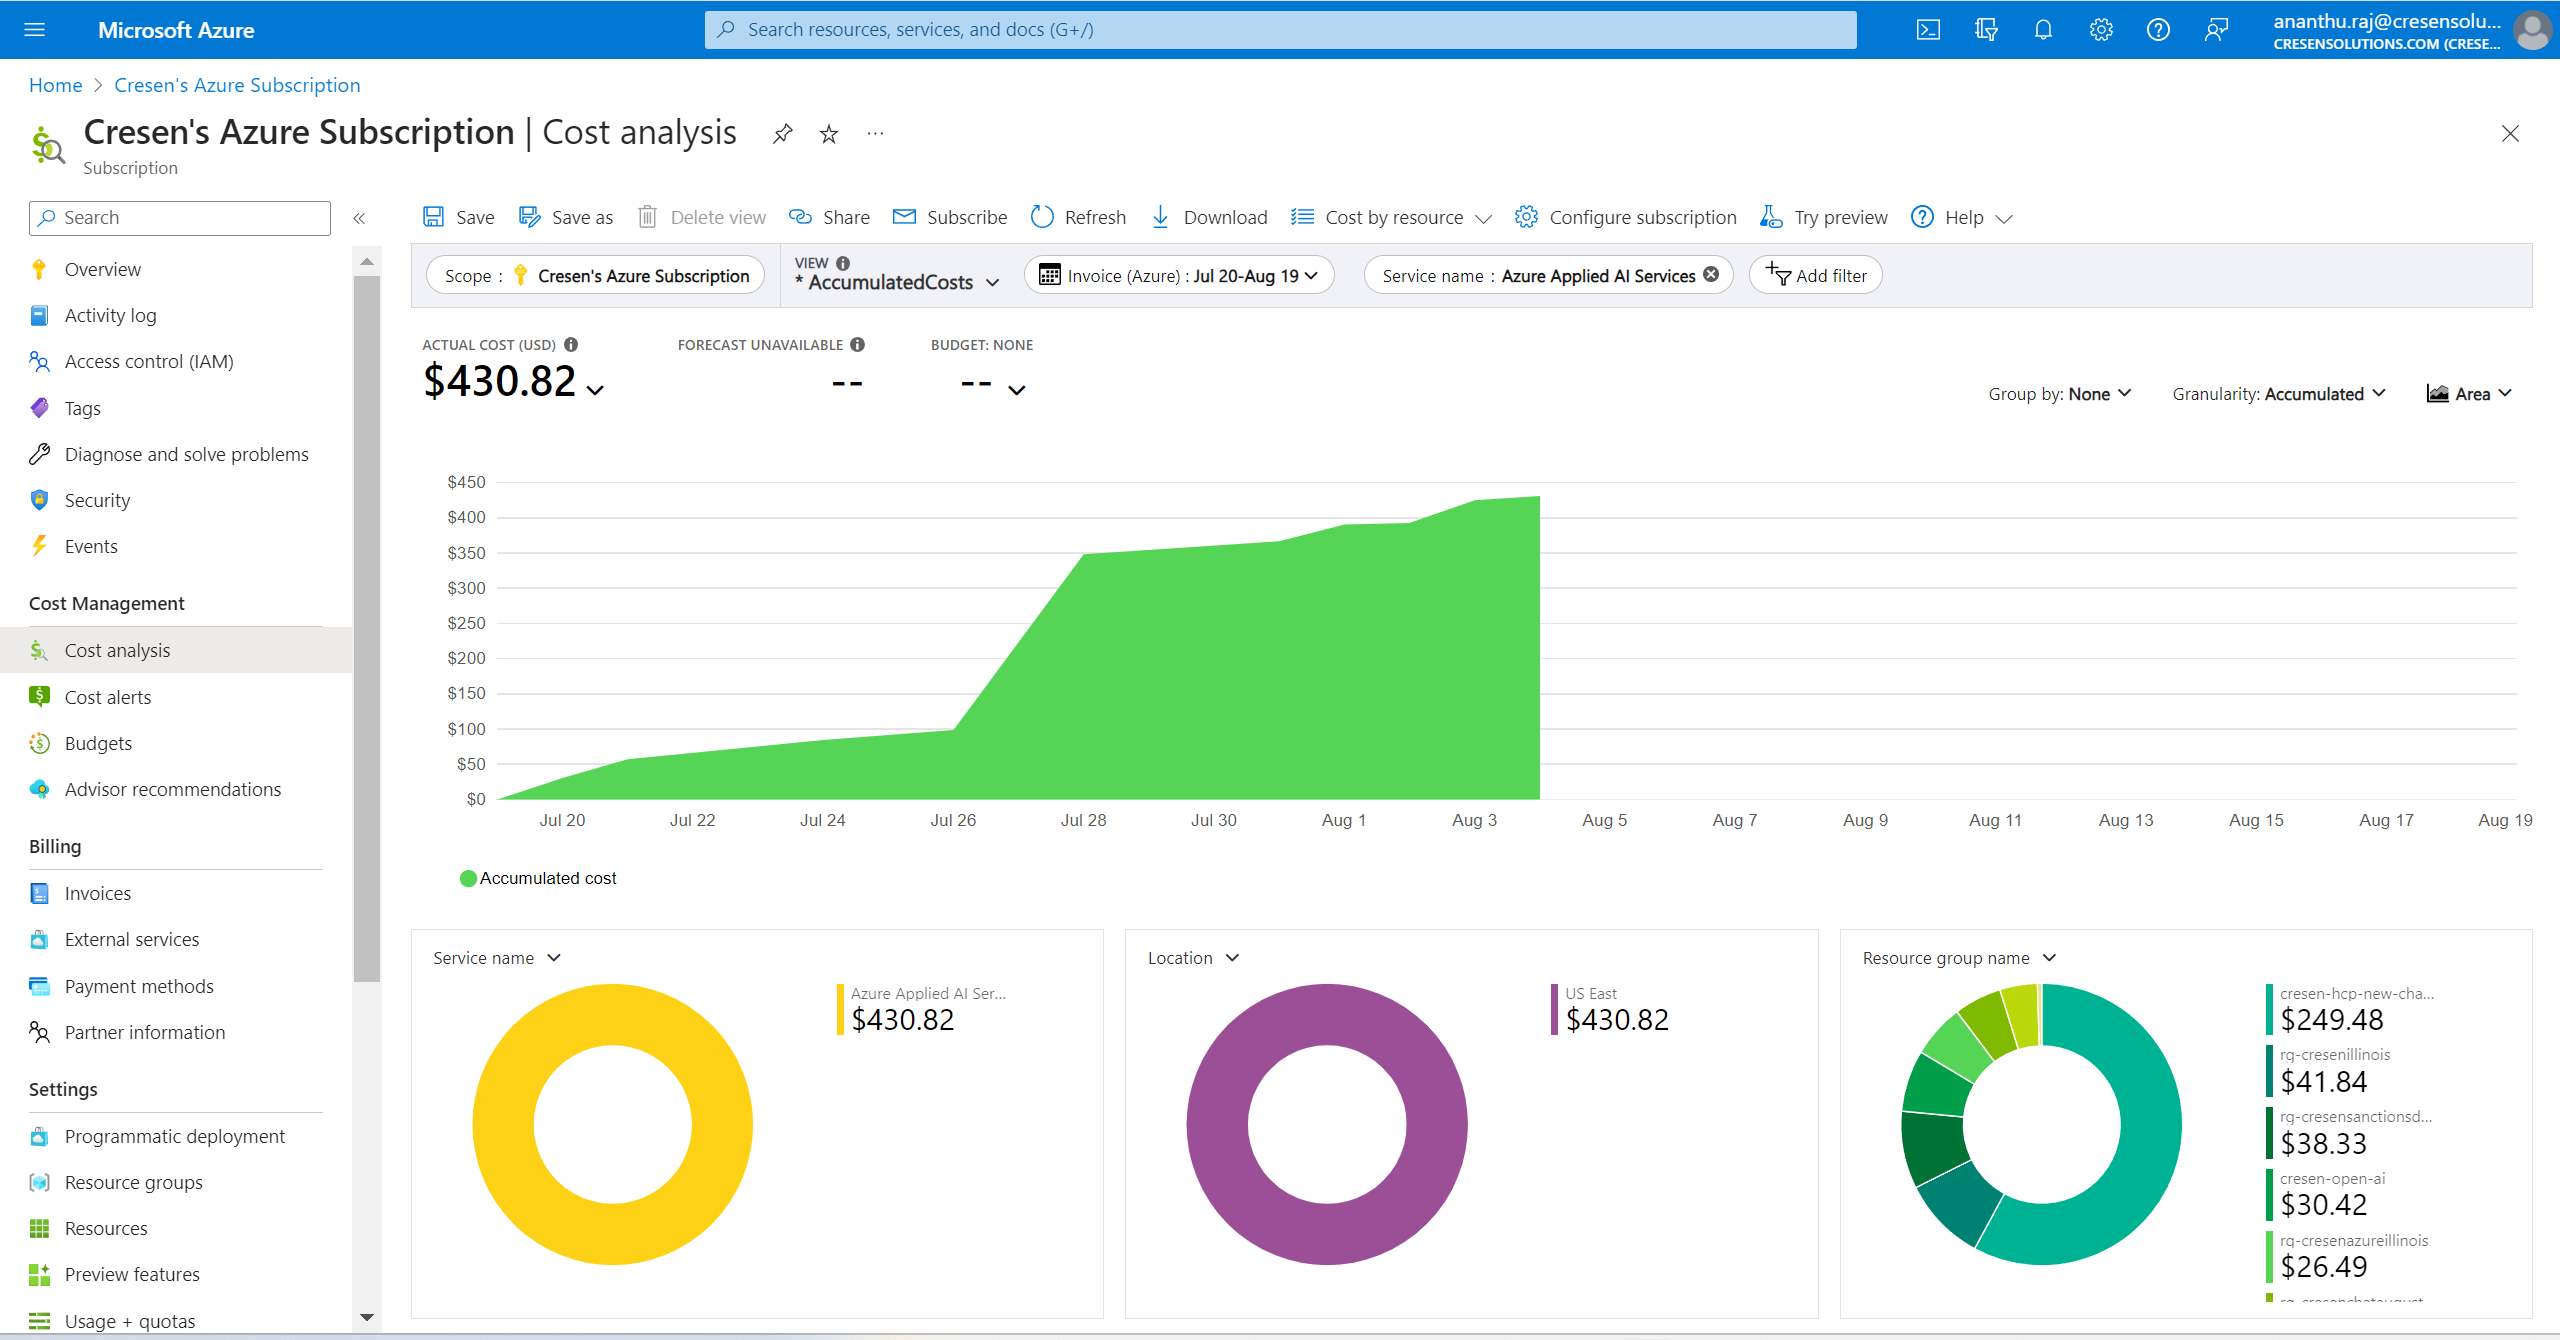 Microsoft Azure
Search resources, services, and docs (G+/)
ananthu.raj@cresensolu...
CRESENSOLUTIONS.COM (CRESE...
Home > Cresen's Azure Subscription
Cresen's Azure Subscription | Cost analysis
Subscription
Search
Overview
Activity log
Access control (IAM)
Tags
Diagnose and solve problems
Security
Events
Cost Management
Cost analysis
Cost alerts
Budgets
Advisor recommendations
Billing
Invoices
External services
Payment methods
Partner information
Settings
Programmatic deployment
Resource groups
Resources
Preview features
Usage + quotas
Save Save as Delete view Share Subscribe Refresh Download Cost by resource Configure subscription Try preview Help
Scope : Cresen's Azure Subscription
VIEW
* AccumulatedCosts
Invoice (Azure) : Jul 20-Aug 19
Service name : Azure Applied AI Services
Add filter
ACTUAL COST (USD)
$430.82
FORECAST UNAVAILABLE
--
BUDGET: NONE
--
Group by: None
Granularity: Accumulated
Area
$450
$400
$350
$300
$250
$200
$150
$100
$50
$0
Jul 20 Jul 22 Jul 24 Jul 26 Jul 28 Jul 30 Aug 1 Aug 3 Aug 5 Aug 7 Aug 9 Aug 11 Aug 13 Aug 15 Aug 17 Aug 19
Accumulated cost
Service name
Azure Applied AI Ser...
$430.82
Location
US East
$430.82
Resource group name
cresen-hcp-new-cha...
$249.48
rg-cresenillinois
$41.84
rg-cresensanctionsd...
$38.33
cresen-open-ai
$30.42
rg-cresenazureillinois
$26.49